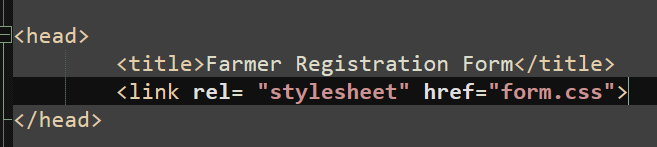 <head>
<title>Farmer Registration Form</title>
<link rel= "stylesheet" href="form.css">
</head>